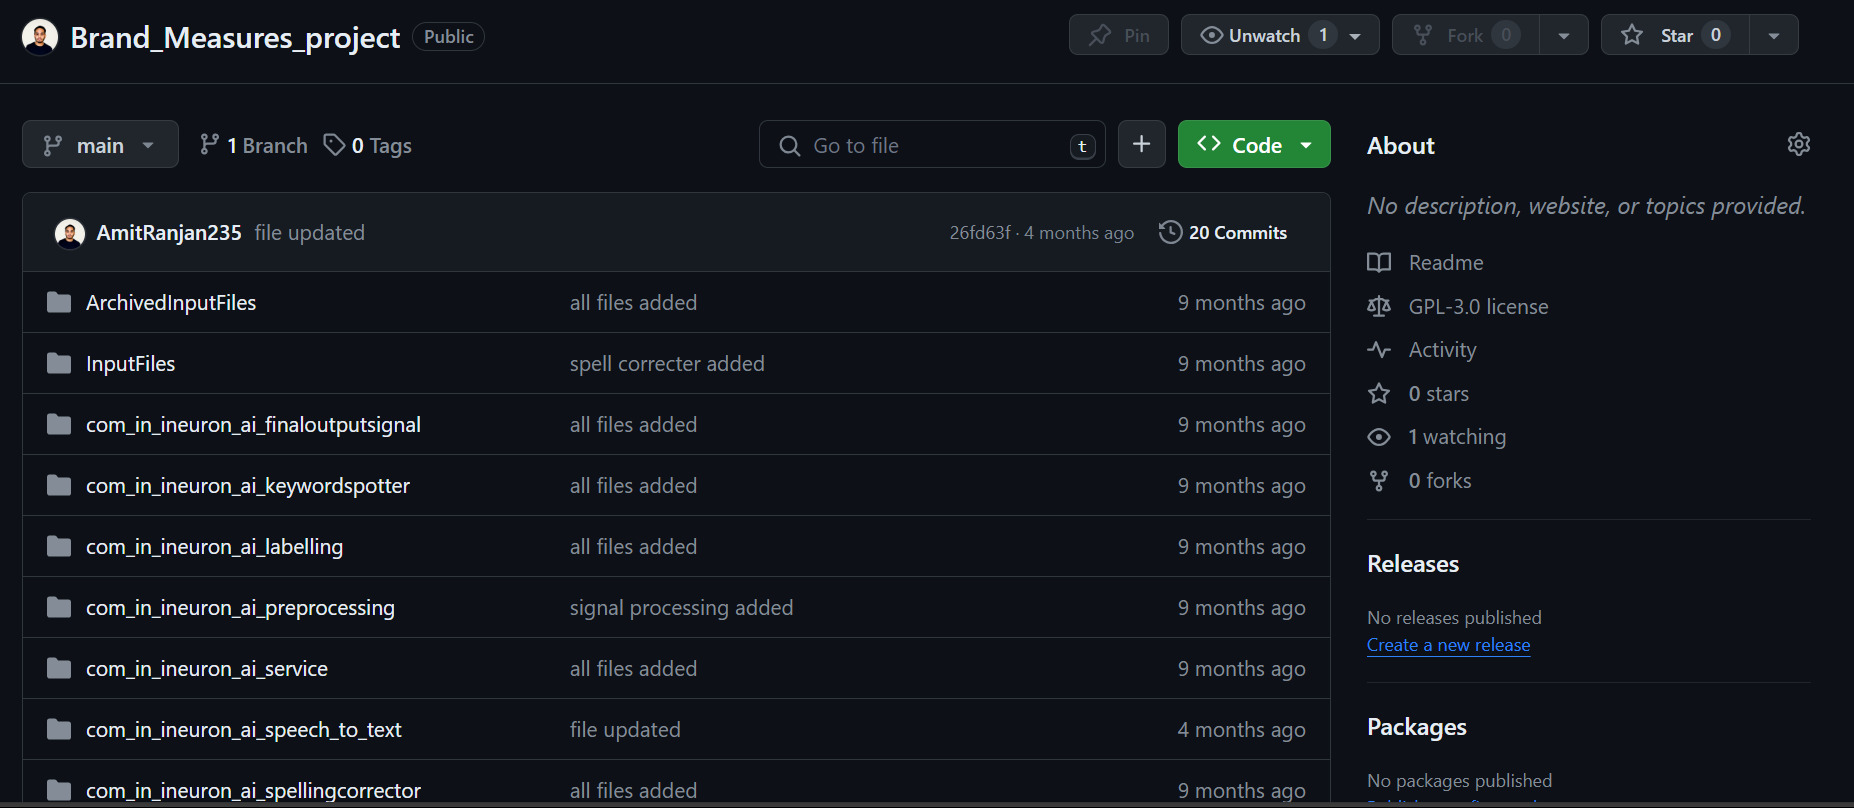 Brand_Measures_project Public
Pin
Unwatch 1
Fork 0
Star 0
main
1 Branch
0 Tags
Go to file t
Code
AmitRanjan235 file updated 26fd63f · 4 months ago 20 Commits
ArchivedInputFiles all files added 9 months ago
InputFiles spell correcter added 9 months ago
com_in_ineuron_ai_finaloutputsignal all files added 9 months ago
com_in_ineuron_ai_keywordspotter all files added 9 months ago
com_in_ineuron_ai_labelling all files added 9 months ago
com_in_ineuron_ai_preprocessing signal processing added 9 months ago
com_in_ineuron_ai_service all files added 9 months ago
com_in_ineuron_ai_speech_to_text file updated 4 months ago
com_in_ineuron_ai_spellingcorrector all files added 9 months ago
About
No description, website, or topics provided.
Readme
GPL-3.0 license
Activity
0 stars
1 watching
0 forks
Releases
No releases published
Create a new release
Packages
No packages published